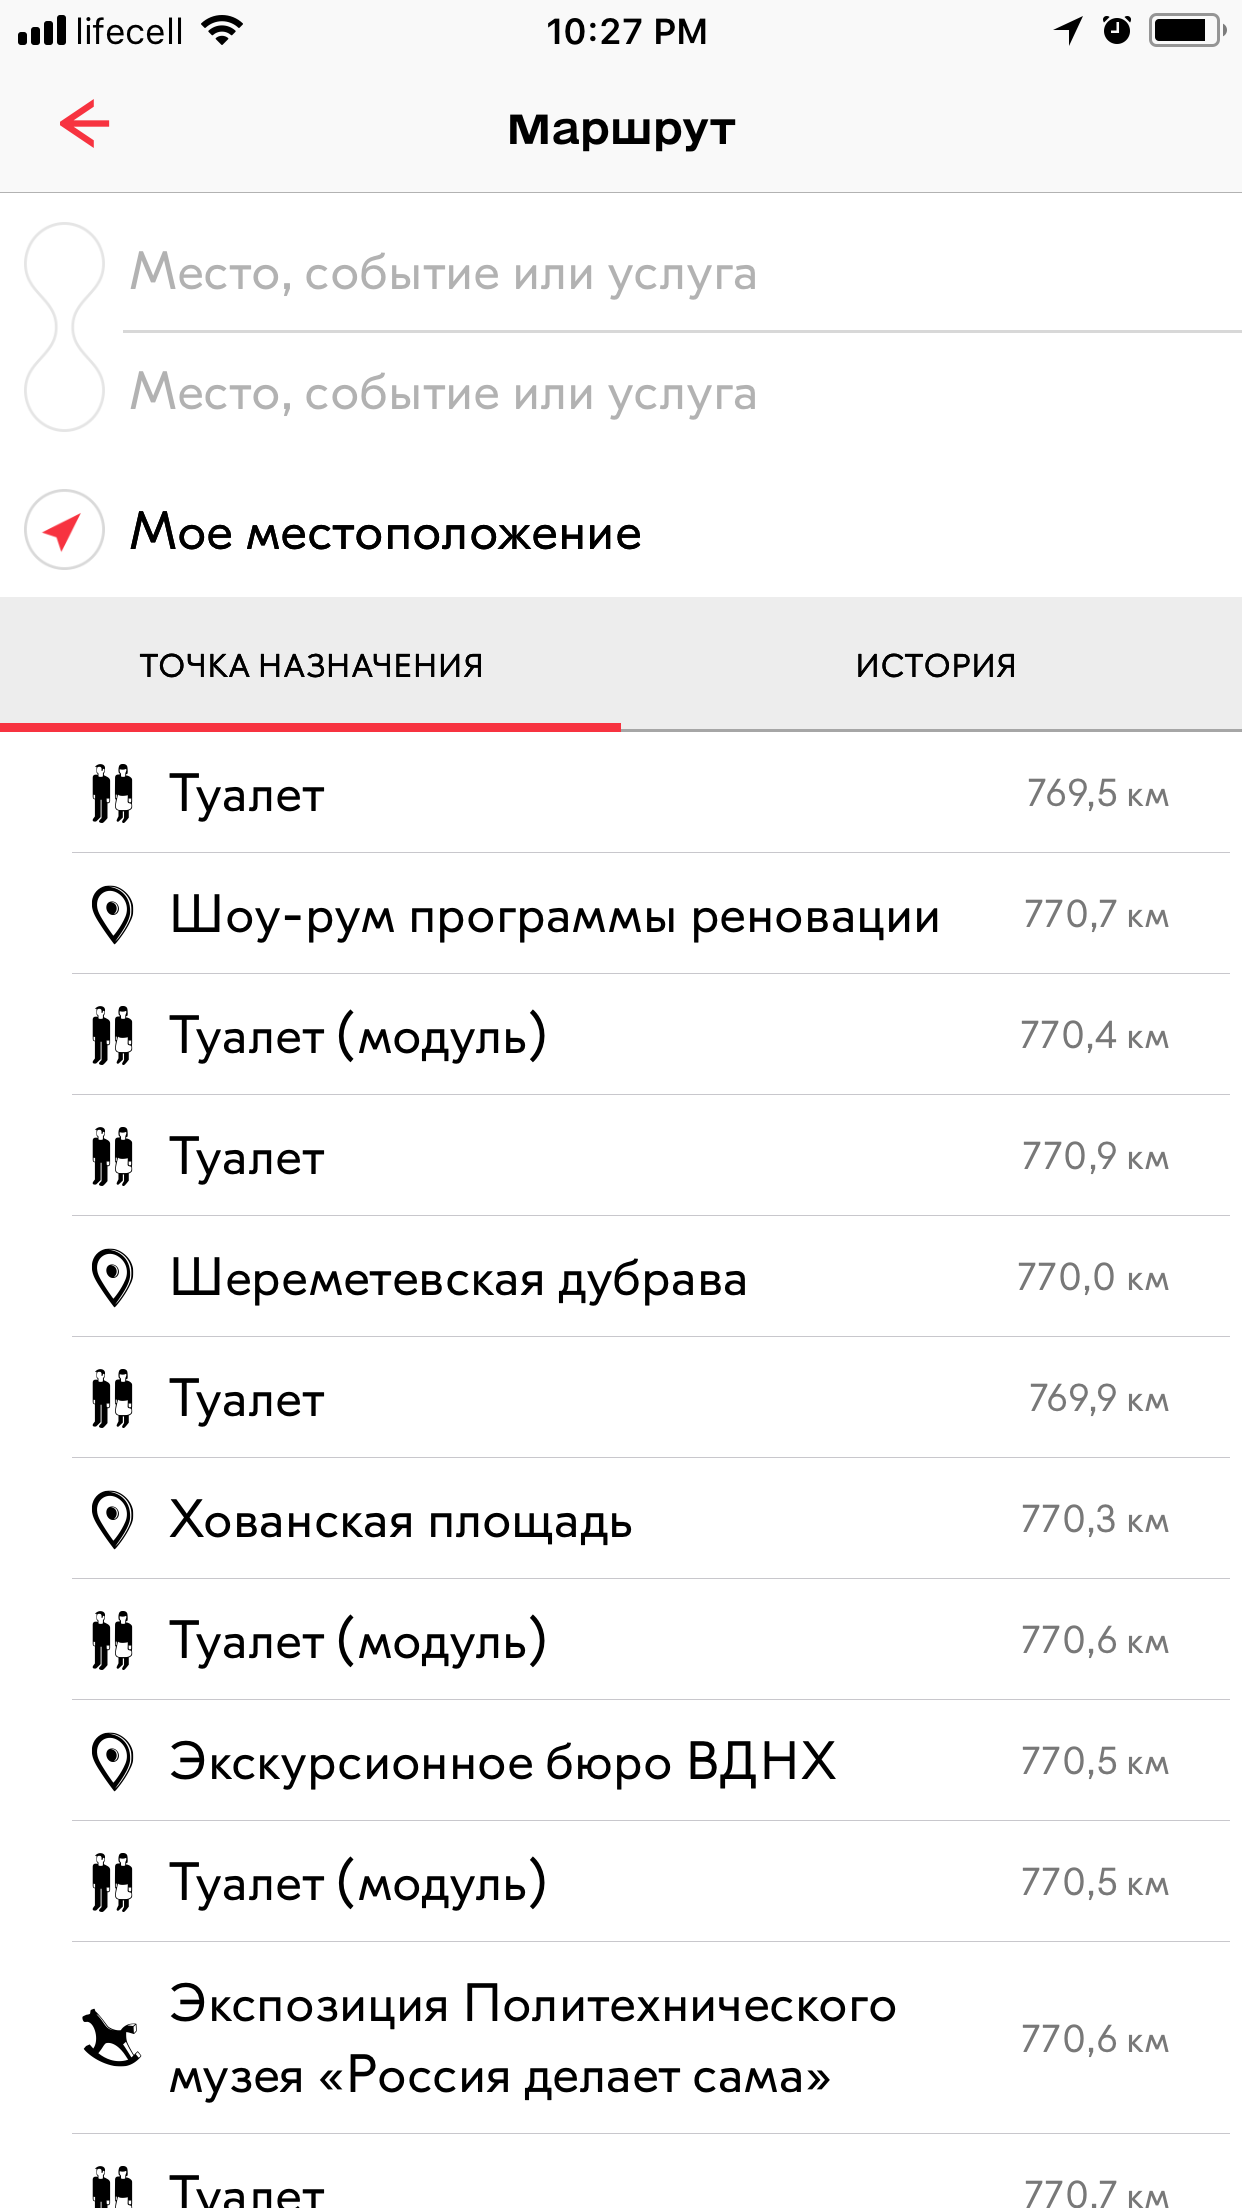 lifecell
10:27 PM
Маршрут
Место, событие или услуга
Место, событие или услуга
Мое местоположение
ТОЧКА НАЗНАЧЕНИЯ
ИСТОРИЯ
Туалет 769,5 км
Шоу-рум программы реновации 770,7 км
Туалет (модуль) 770,4 км
Туалет 770,9 км
Шереметевская дубрава 770,0 км
Туалет 769,9 км
Хованская площадь 770,3 км
Туалет (модуль) 770,6 км
Экскурсионное бюро ВДНХ 770,5 км
Туалет (модуль) 770,5 км
Экспозиция Политехнического
музея «Россия делает сама» 770,6 км
Туалет 770,7 км